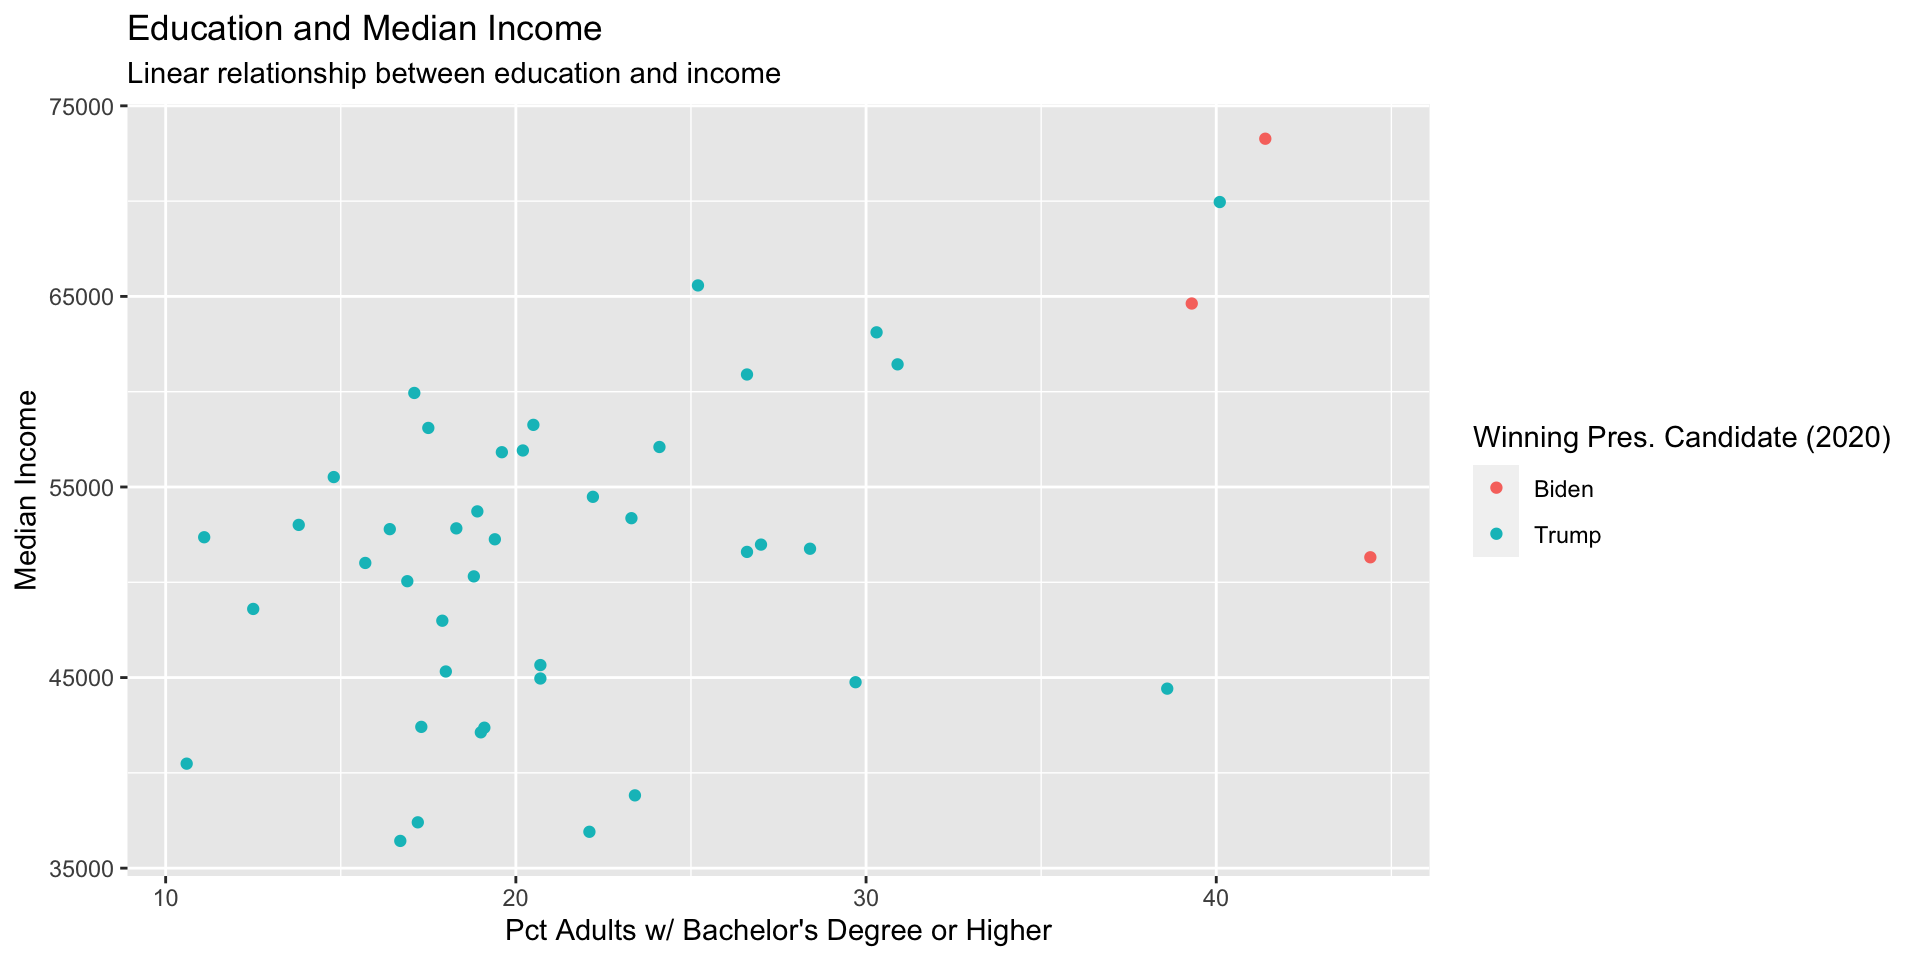 Education and Median Income
Linear relationship between education and income
75000
65000
55000
45000
35000
Median Income
10 20 30 40
Pct Adults w/ Bachelor's Degree or Higher
Winning Pres. Candidate (2020)
Biden
Trump